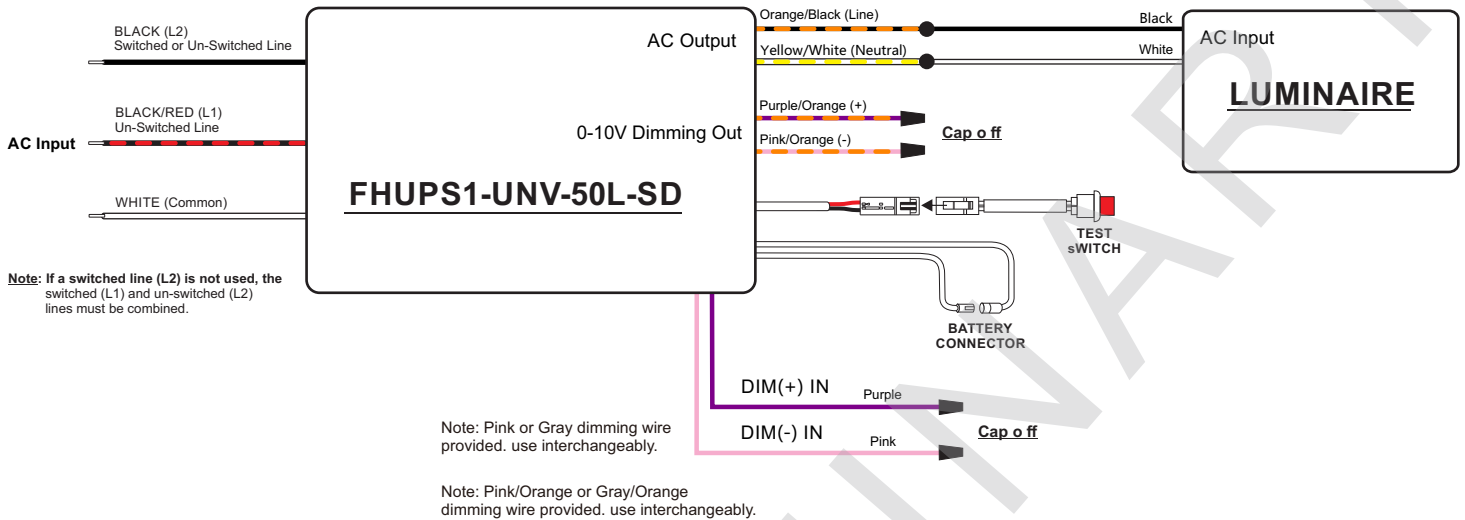 BLACK (L2)
Switched or Un-Switched Line
BLACK/RED (L1)
Un-Switched Line
AC Input
WHITE (Common)
Note: If a switched line (L2) is not used, the
switched (L1) and un-switched (L2)
lines must be combined.
AC Output
0-10V Dimming Out
FHUPS1-UNV-50L-SD
Orange/Black (Line)
Yellow/White (Neutral)
Black
White
AC Input
LUMINAIRE
Purple/Orange (+)
Pink/Orange (-)
Cap o ff
TEST
sWITCH
BATTERY
CONNECTOR
DIM(+) IN
Purple
DIM(-) IN
Pink
Cap o ff
Note: Pink or Gray dimming wire
provided. use interchangeably.
Note: Pink/Orange or Gray/Orange
dimming wire provided. use interchangeably.